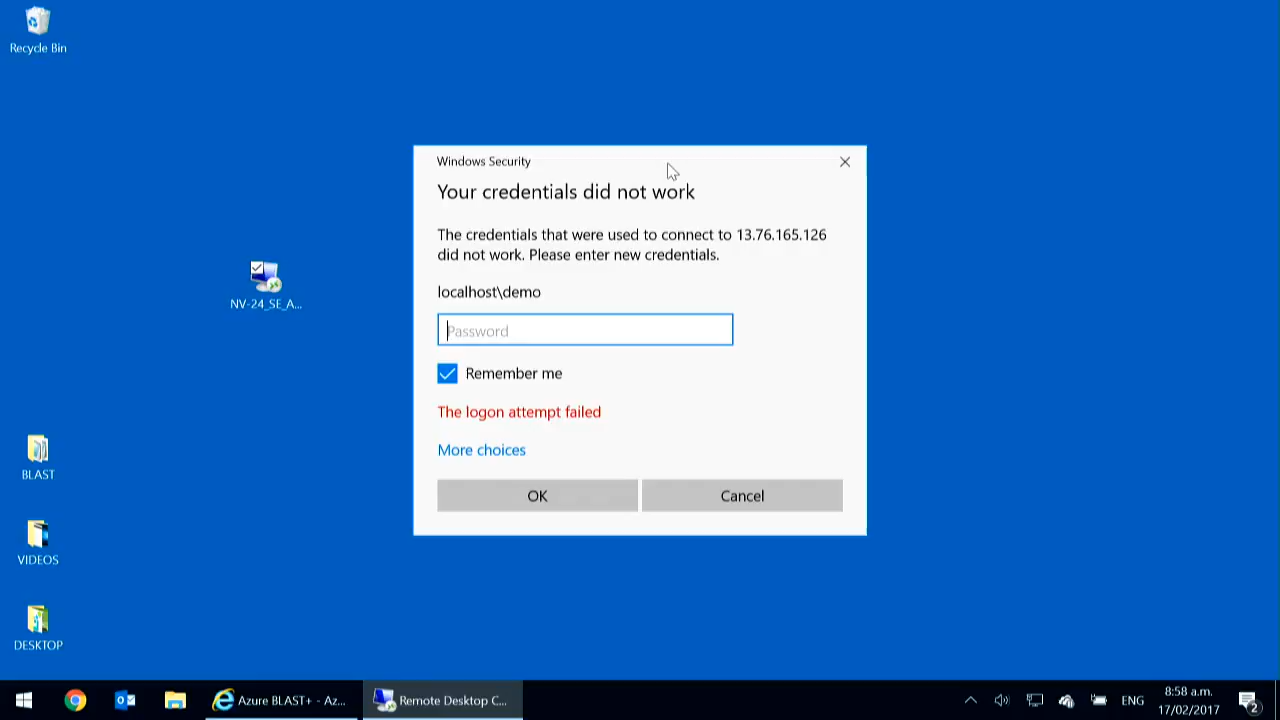 Recycle Bin
Windows Security
Your credentials did not work
The credentials that were used to connect to 13.76.165.126
did not work. Please enter new credentials.
localhost\demo
Password
Remember me
The logon attempt failed
More choices
OK
Cancel
NV-24_SE_A...
BLAST
VIDEOS
DESKTOP
Azure BLAST+ - Az...
Remote Desktop C...
ENG
8:58 a.m.
17/02/2017
2